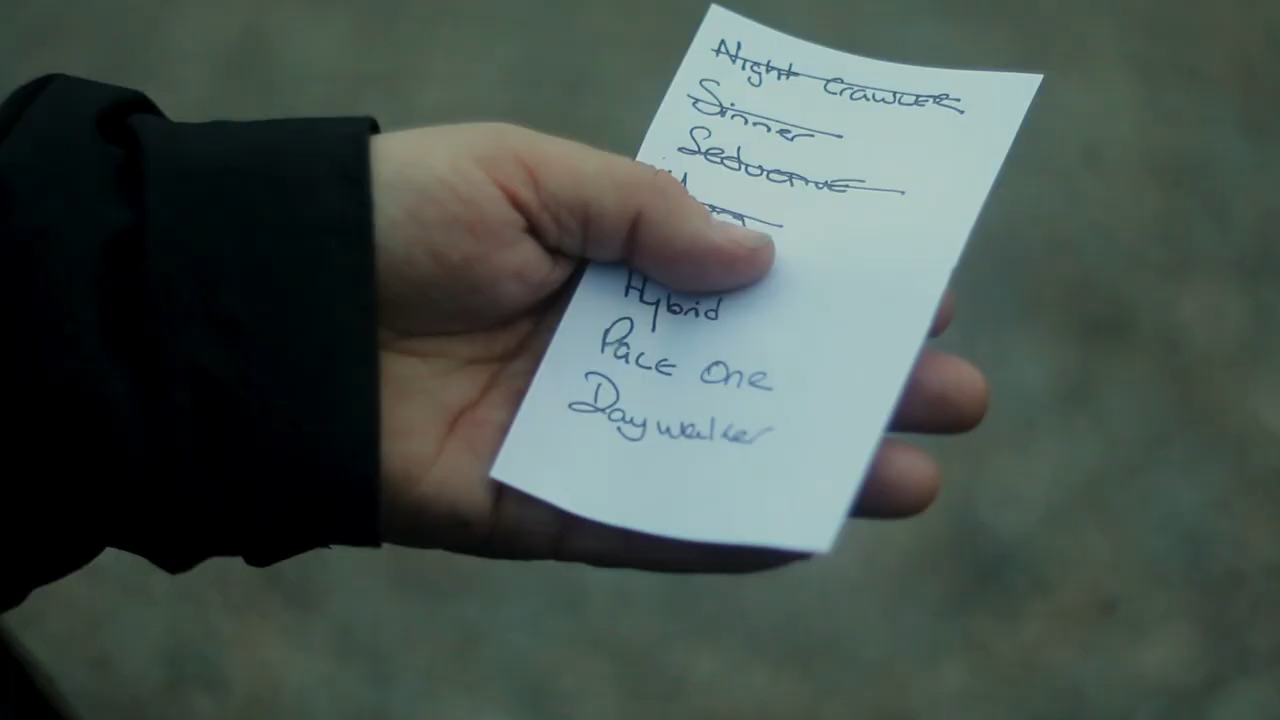 Night Crawler
Sinner
Seductive
Hybrid
Pace One
Daywalker